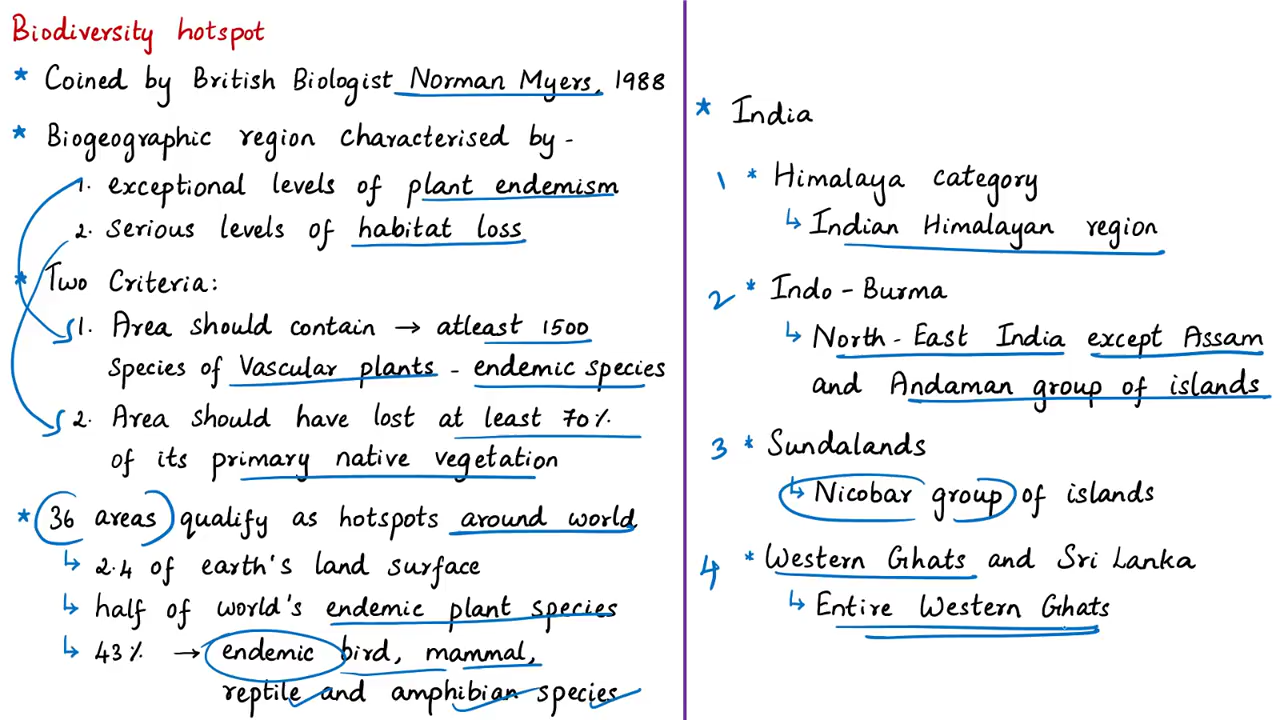 Biodiversity hotspot
* Coined by British Biologist Norman Myers, 1988
* Biogeographic region characterised by -
1. exceptional levels of plant endemism
2. serious levels of habitat loss
* Two Criteria:
1. Area should contain → atleast 1500
species of Vascular plants - endemic species
2. Area should have lost at least 70%
of its primary native vegetation
* 36 areas qualify as hotspots around world
↳ 2.4 of earth's land surface
↳ half of world's endemic plant species
↳ 43% → endemic bird, mammal,
reptile and amphibian species
* India
1 * Himalaya category
↳ Indian Himalayan region
2 * Indo - Burma
↳ North - East India except Assam
and Andaman group of islands
3 * Sundalands
↳ Nicobar group of islands
4 * Western Ghats and Sri Lanka
↳ Entire Western Ghats